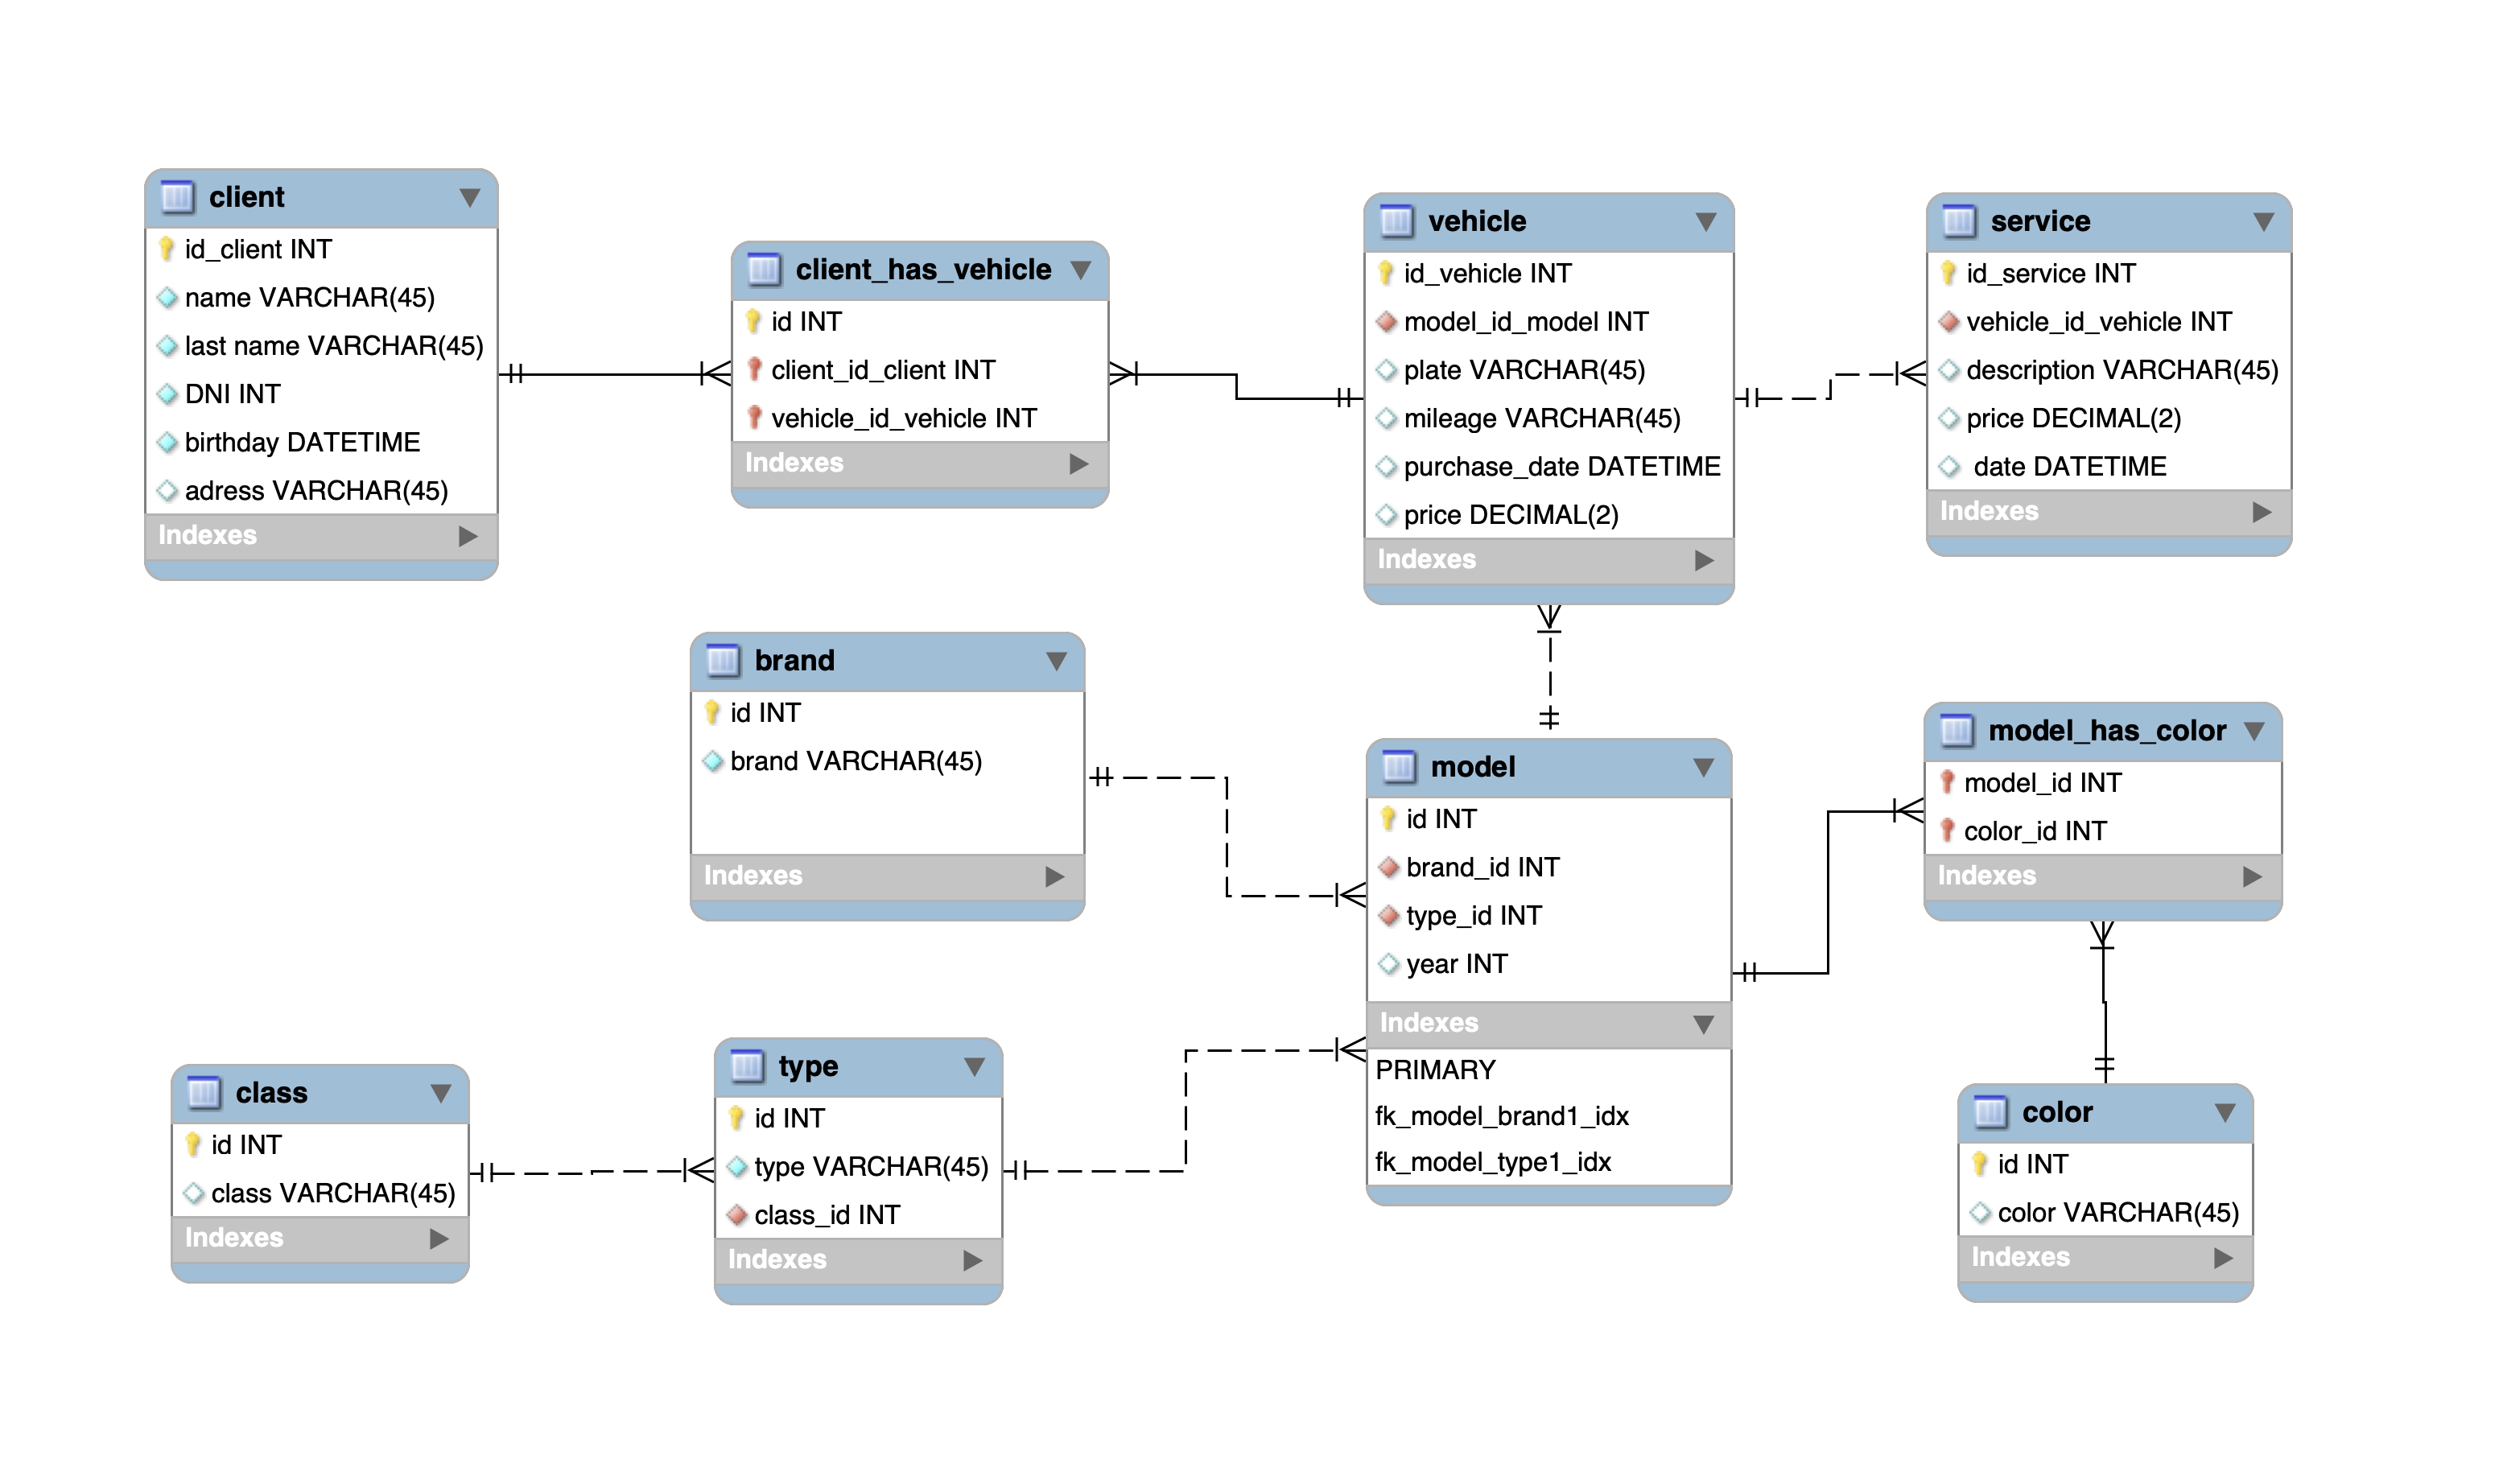 client
id_client INT
name VARCHAR(45)
last name VARCHAR(45)
DNI INT
birthday DATETIME
adress VARCHAR(45)
Indexes
client_has_vehicle
id INT
client_id_client INT
vehicle_id_vehicle INT
Indexes
vehicle
id_vehicle INT
model_id_model INT
plate VARCHAR(45)
mileage VARCHAR(45)
purchase_date DATETIME
price DECIMAL(2)
Indexes
service
id_service INT
vehicle_id_vehicle INT
description VARCHAR(45)
price DECIMAL(2)
date DATETIME
Indexes
brand
id INT
brand VARCHAR(45)
Indexes
model
id INT
brand_id INT
type_id INT
year INT
Indexes
PRIMARY
fk_model_brand1_idx
fk_model_type1_idx
model_has_color
model_id INT
color_id INT
Indexes
class
id INT
class VARCHAR(45)
Indexes
type
id INT
type VARCHAR(45)
class_id INT
Indexes
color
id INT
color VARCHAR(45)
Indexes